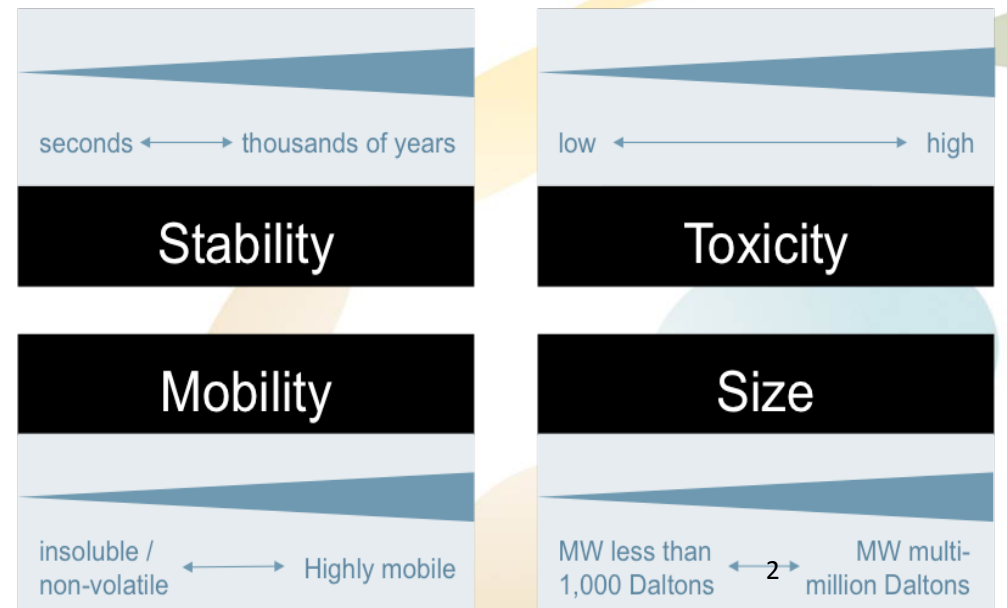 seconds thousands of years
Stability
low high
Toxicity
Mobility
insoluble /
non-volatile
Highly mobile
Size
MW less than
1,000 Daltons
2
MW multi-
million Daltons